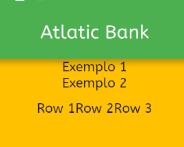 Atlatic Bank
Exemplo 1
Exemplo 2
Row 1Row 2Row 3